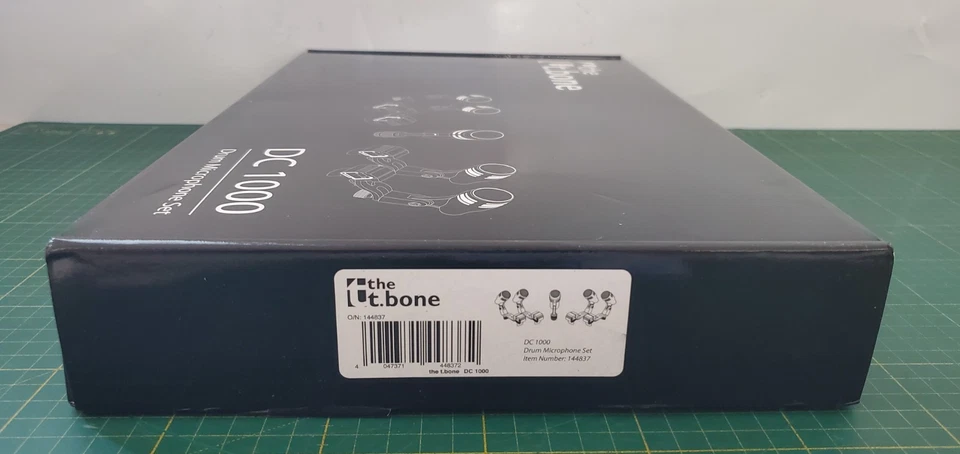 the
t.bone
DC 1000
Drum Microphone Set
the
t.bone
O/N: 144837
4 047371 448372
the t.bone DC 1000
DC 1000
Drum Microphone Set
Item Number: 144837